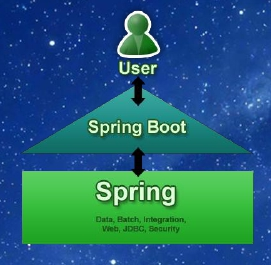 User
Spring Boot
Spring
Data, Batch, Integration,
Web, JDBC, Security